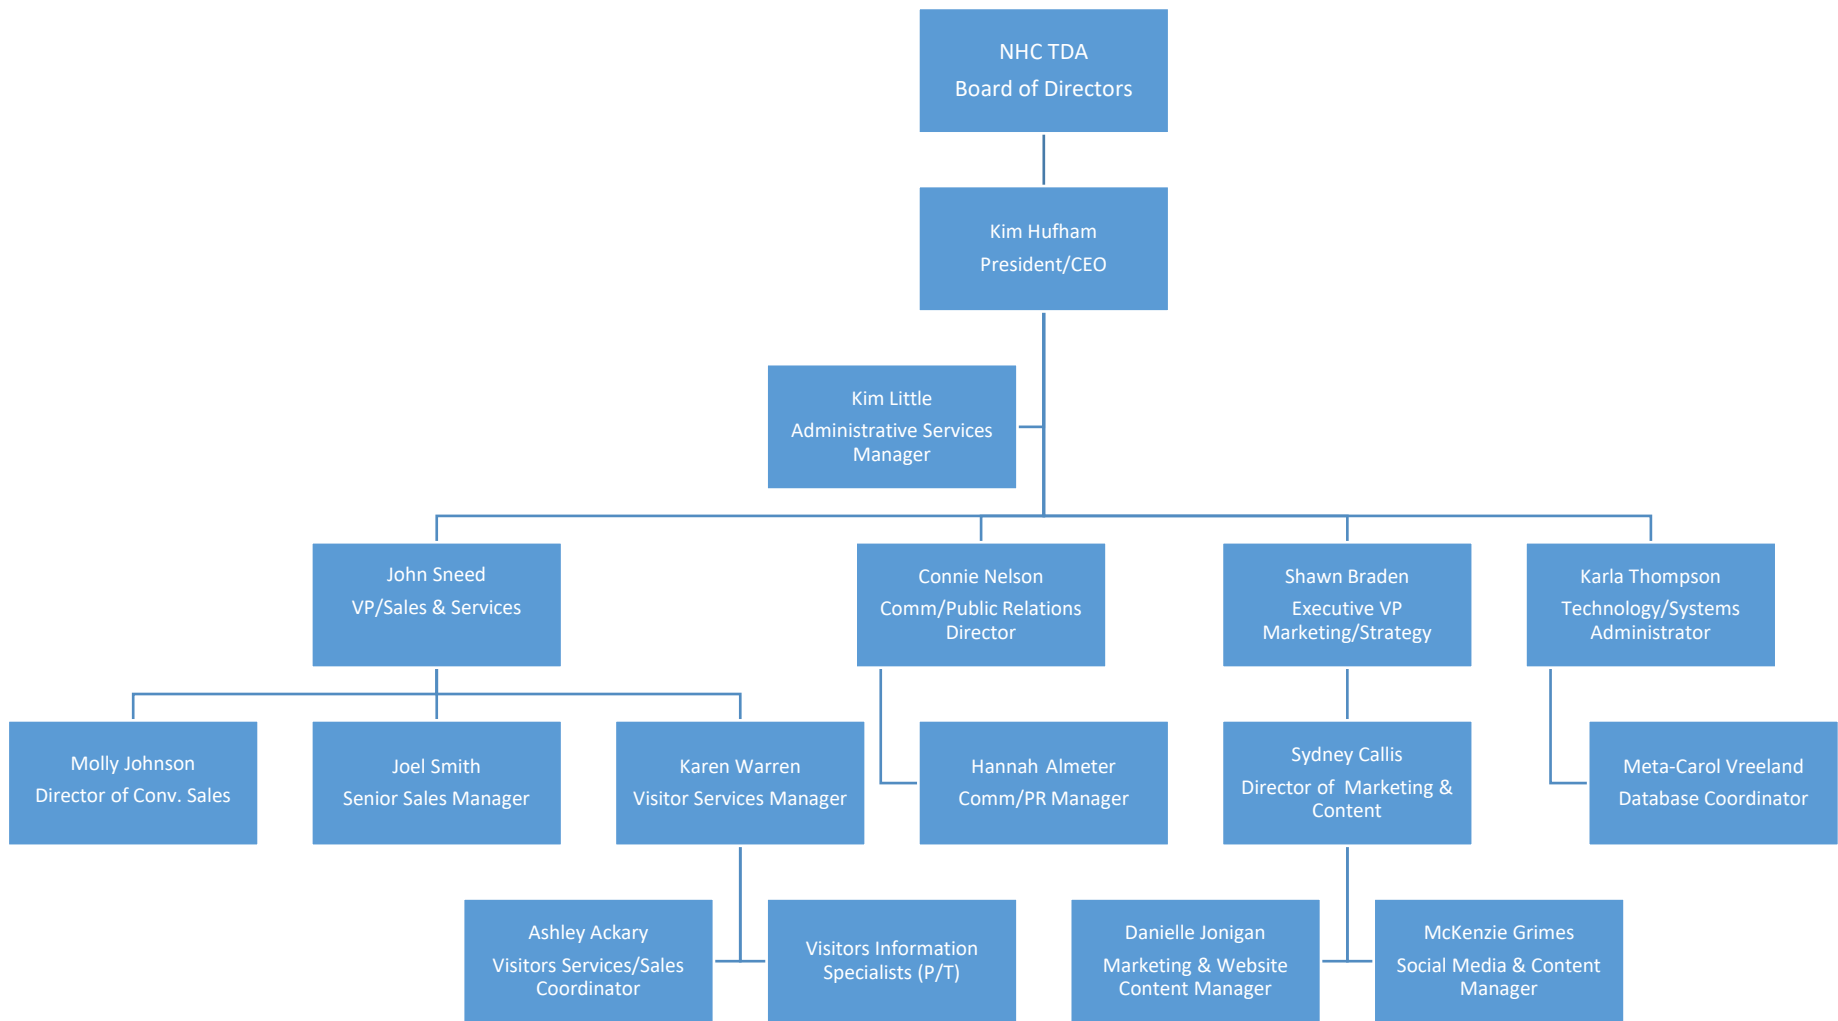 NHC TDA
Board of Directors
Kim Hufham
President/CEO
Kim Little
Administrative Services
Manager
John Sneed
VP/Sales & Services
Connie Nelson
Comm/Public Relations
Director
Shawn Braden
Executive VP
Marketing/Strategy
Karla Thompson
Technology/Systems
Administrator
Molly Johnson
Director of Conv. Sales
Joel Smith
Senior Sales Manager
Karen Warren
Visitor Services Manager
Hannah Almeter
Comm/PR Manager
Sydney Callis
Director of Marketing &
Content
Meta-Carol Vreeland
Database Coordinator
Ashley Ackary
Visitors Services/Sales
Coordinator
Visitors Information
Specialists (P/T)
Danielle Jonigan
Marketing & Website
Content Manager
McKenzie Grimes
Social Media & Content
Manager